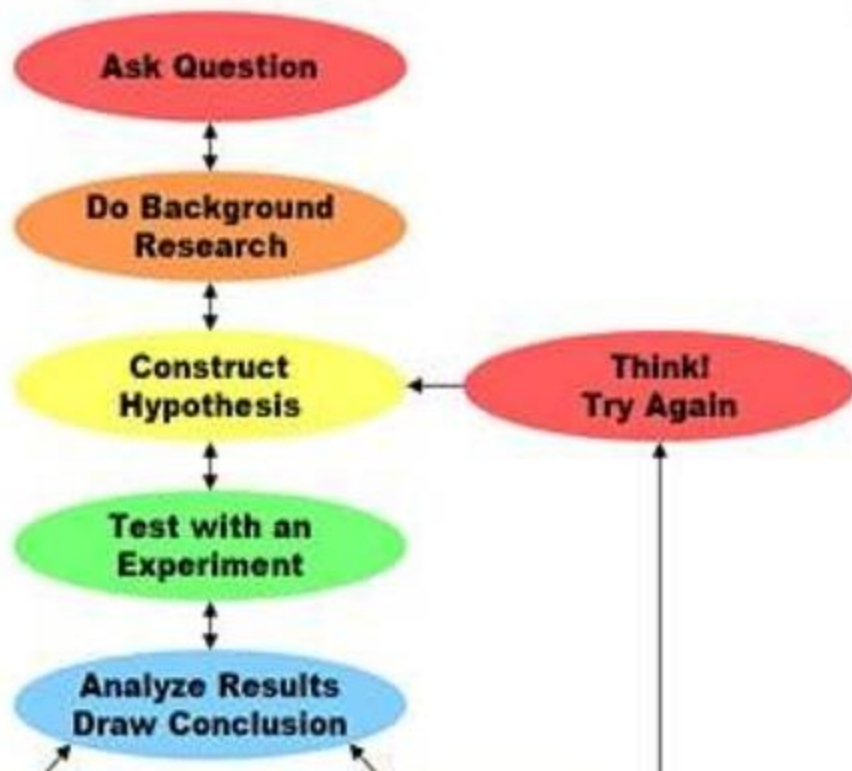 Ask Question
Do Background
Research
Construct
Hypothesis
Think!
Try Again
Test with an
Experiment
Analyze Results
Draw Conclusion